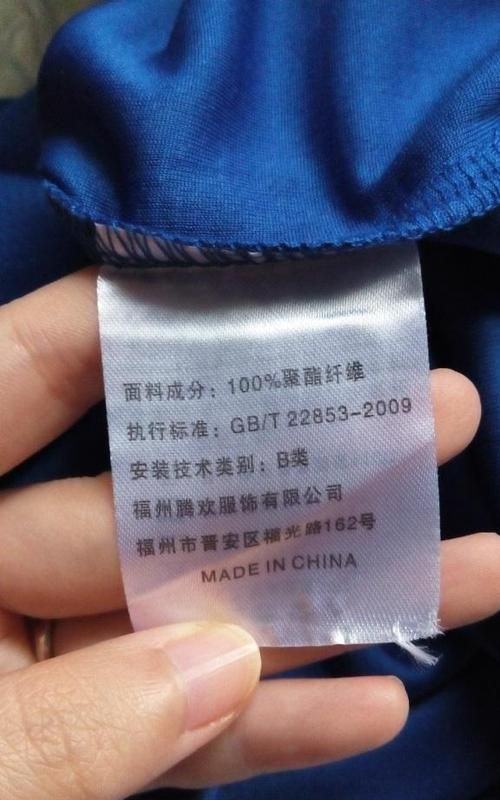 面料成分：100%聚酯纤维
执行标准：GB/T 22853-2009
安装技术类别：B类
福州腾欢服饰有限公司
福州市晋安区福光路162号
MADE IN CHINA